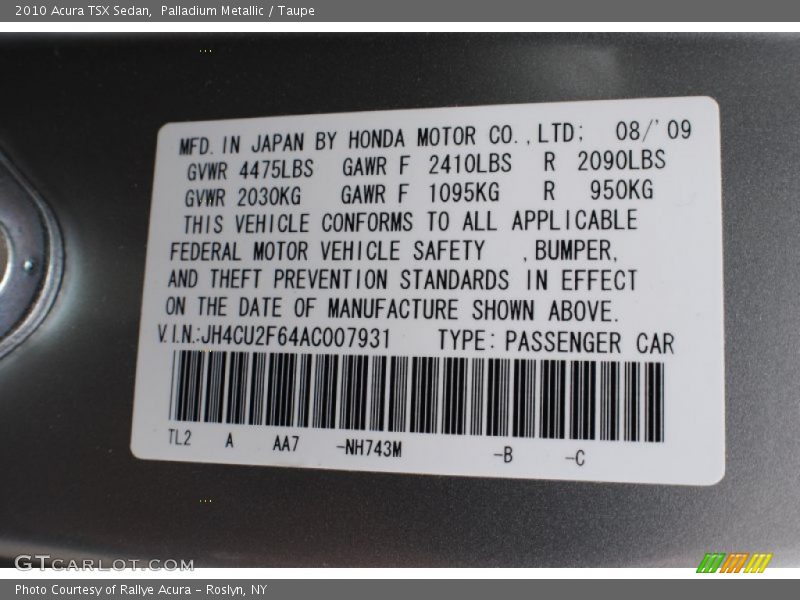 2010 Acura TSX Sedan,  Palladium Metallic / Taupe
MFD. IN JAPAN BY HONDA MOTOR CO.,LTD; 08/'09
GVWR 4475LBS GAWR F 2410LBS R 2090LBS
GVWR 2030KG GAWR F 1095KG R 950KG
THIS VEHICLE CONFORMS TO ALL APPLICABLE
FEDERAL MOTOR VEHICLE SAFETY ,BUMPER,
AND THEFT PREVENTION STANDARDS IN EFFECT
ON THE DATE OF MANUFACTURE SHOWN ABOVE.
V.I.N.:JH4CU2F64AC007931 TYPE: PASSENGER CAR
TL2 A AA7 -NH743M -B -C
GTCARLOT.COM
Photo Courtesy of Rallye Acura – Roslyn, NY